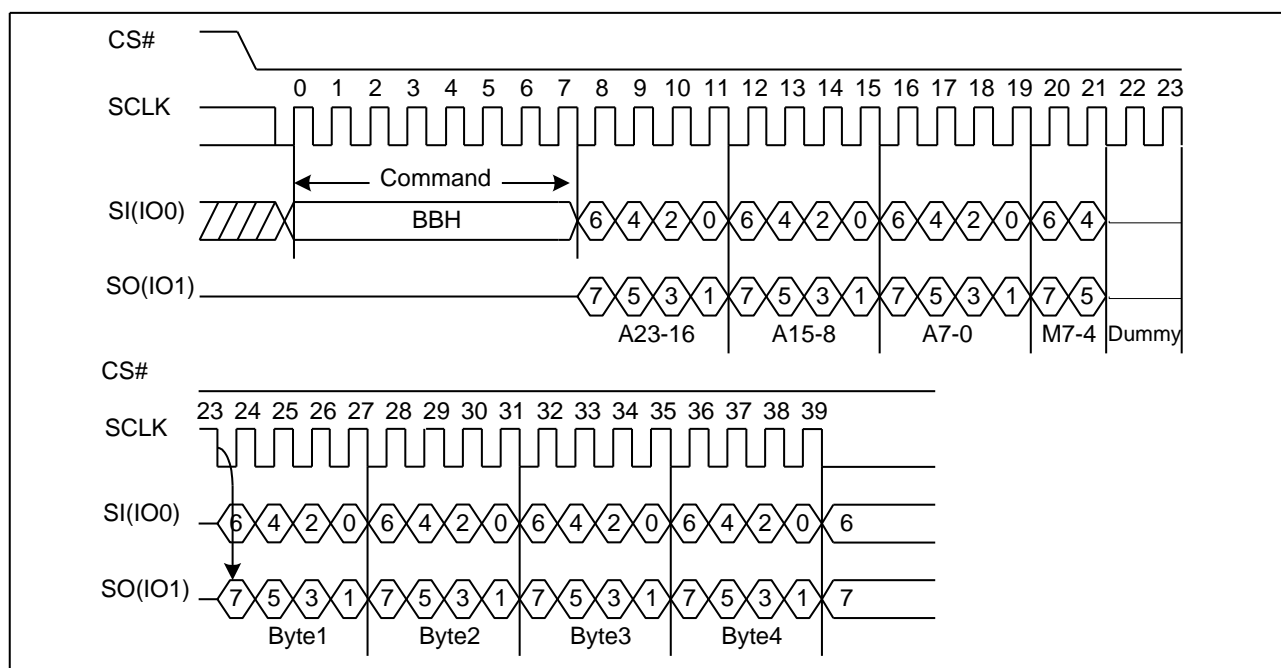 CS#
0 1 2 3 4 5 6 7 8 9 10 11 12 13 14 15 16 17 18 19 20 21 22 23
SCLK
Command
SI(IO0)
BBH
6 4 2 0 6 4 2 0 6 4 2 0 6 4
SO(IO1)
7 5 3 1 7 5 3 1 7 5 3 1 7 5
A23-16 A15-8 A7-0 M7-4 Dummy
CS#
23 24 25 26 27 28 29 30 31 32 33 34 35 36 37 38 39
SCLK
SI(IO0)
6 4 2 0 6 4 2 0 6 4 2 0 6 4 2 0 6
SO(IO1)
7 5 3 1 7 5 3 1 7 5 3 1 7 5 3 1 7
Byte1 Byte2 Byte3 Byte4